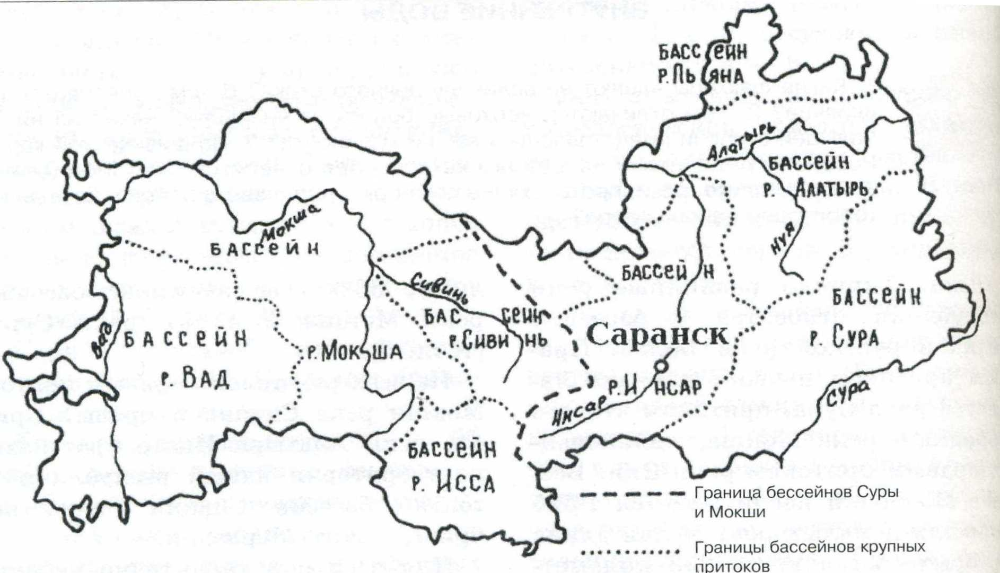 БАССЕЙН
р. ПЬЯНА
Алатырь
БАССЕЙН
р. АЛАТЫРЬ
Мокша
БАССЕЙН
р. МОКША
Сивинь
БАССЕЙН
р. СИВИНЬ
Нуя
БАССЕЙН
р. ИНСАР
Саранск
Инсар
БАССЕЙН
р. СУРА
Сура
Вад
БАССЕЙН
р. ВАД
БАССЕЙН
р. ИССА
Граница бессейнов Суры
и Мокши
Границы бассейнов крупных
притоков